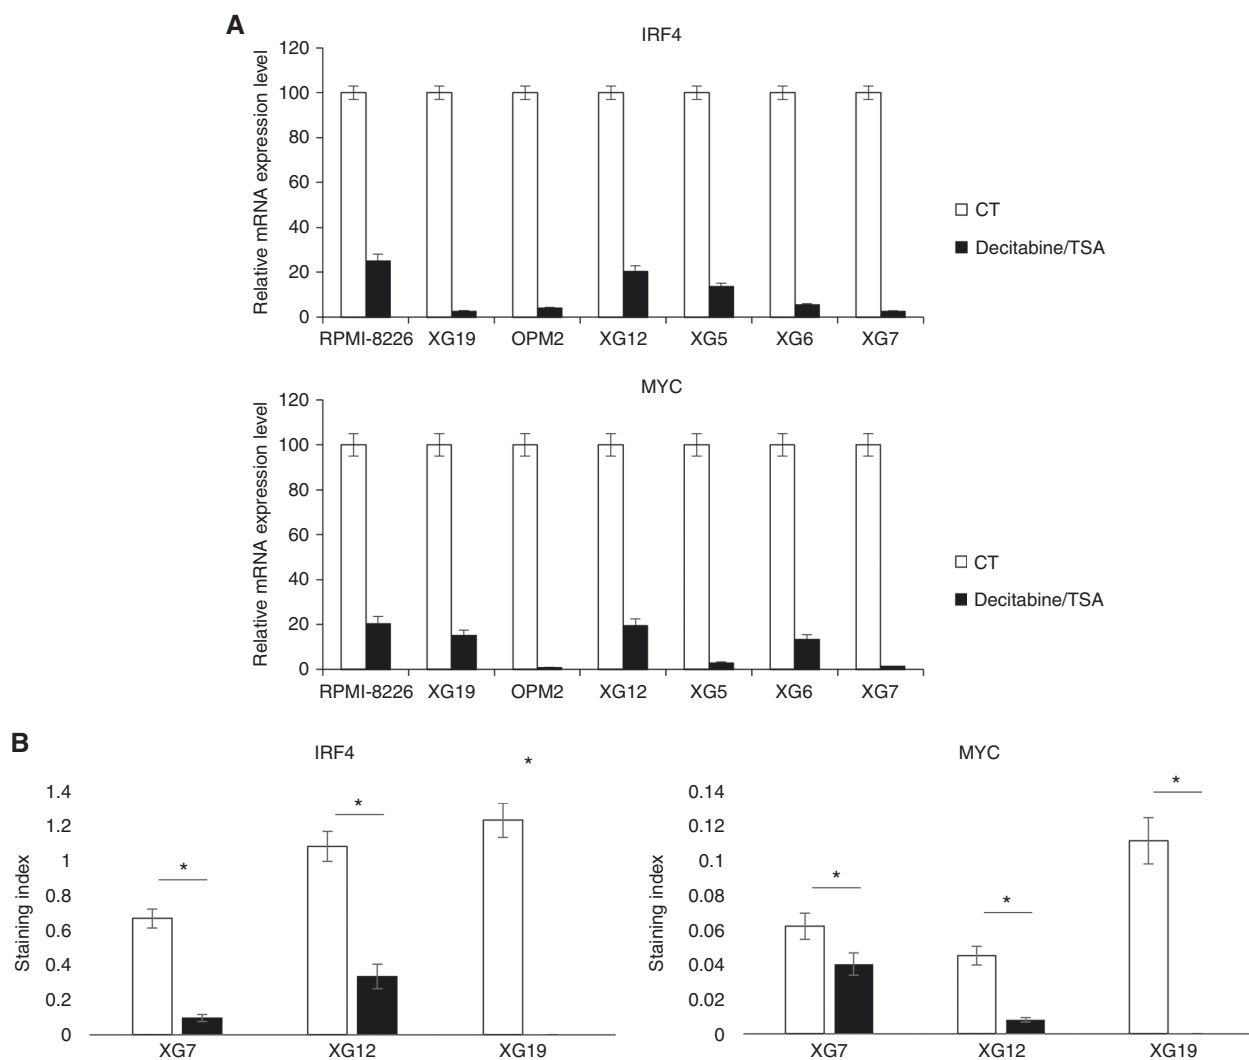 A
IRF4
Relative mRNA expression level
120
100
80
60
40
20
0
RPMI-8226 XG19 OPM2 XG12 XG5 XG6 XG7
CT
Decitabine/TSA
MYC
Relative mRNA expression level
120
100
80
60
40
20
0
RPMI-8226 XG19 OPM2 XG12 XG5 XG6 XG7
CT
Decitabine/TSA
B
IRF4
Staining index
1.4
1.2
1
0.8
0.6
0.4
0.2
0
* * *
XG7 XG12 XG19
MYC
Staining index
0.14
0.12
0.1
0.08
0.06
0.04
0.02
0
* * *
XG7 XG12 XG19